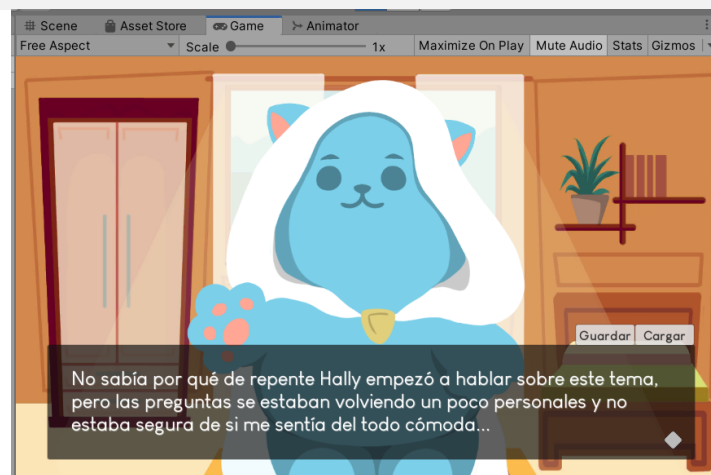 Scene Asset Store Game Animator
Free Aspect Scale 1x Maximize On Play Mute Audio Stats Gizmos
Guardar Cargar
No sabía por qué de repente Hally empezó a hablar sobre este tema,
pero las preguntas se estaban volviendo un poco personales y no
estaba segura de si me sentía del todo cómoda...